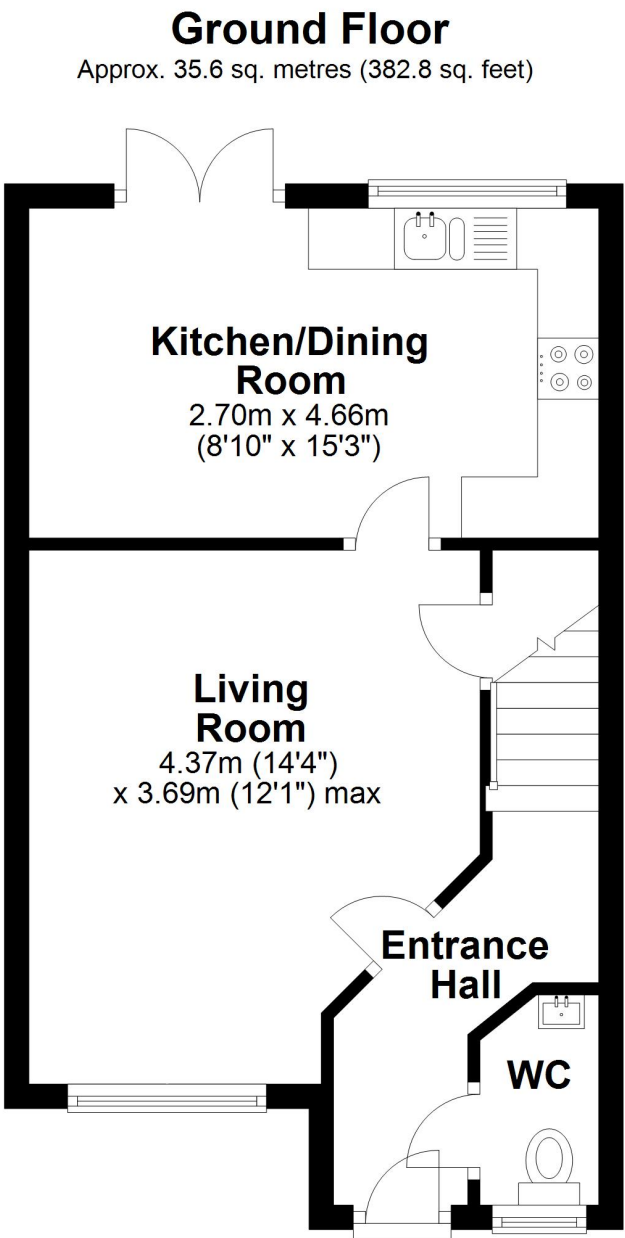 Ground Floor
Approx. 35.6 sq. metres (382.8 sq. feet)
Kitchen/Dining
Room
2.70m x 4.66m
(8'10" x 15'3")
Living
Room
4.37m (14'4")
x 3.69m (12'1") max
Entrance
Hall
WC